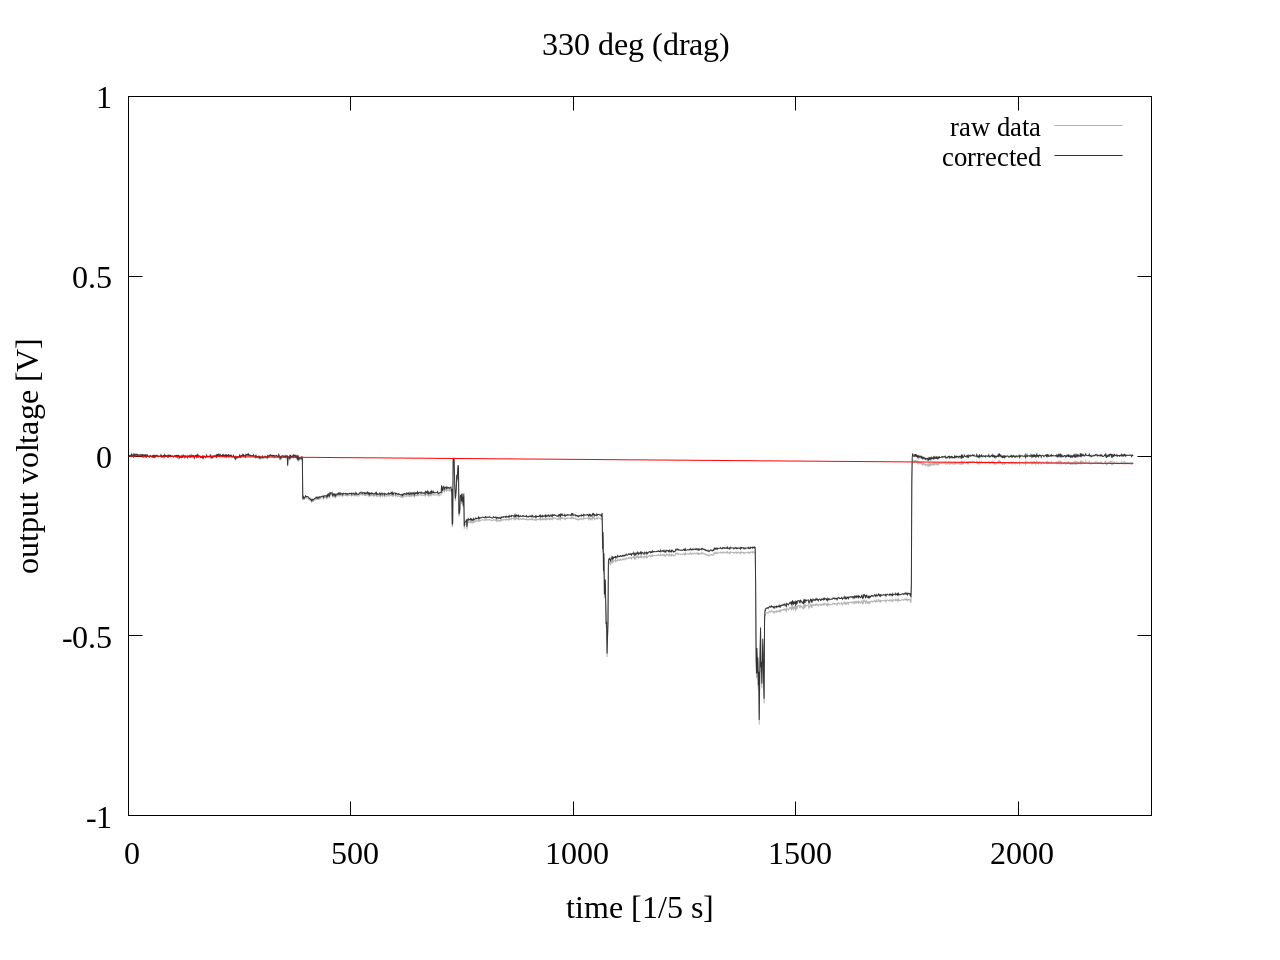 330 deg (drag)
1
raw data
corrected
0.5
output voltage [V]
0
-0.5
-1
0 500 1000 1500 2000
time [1/5 s]